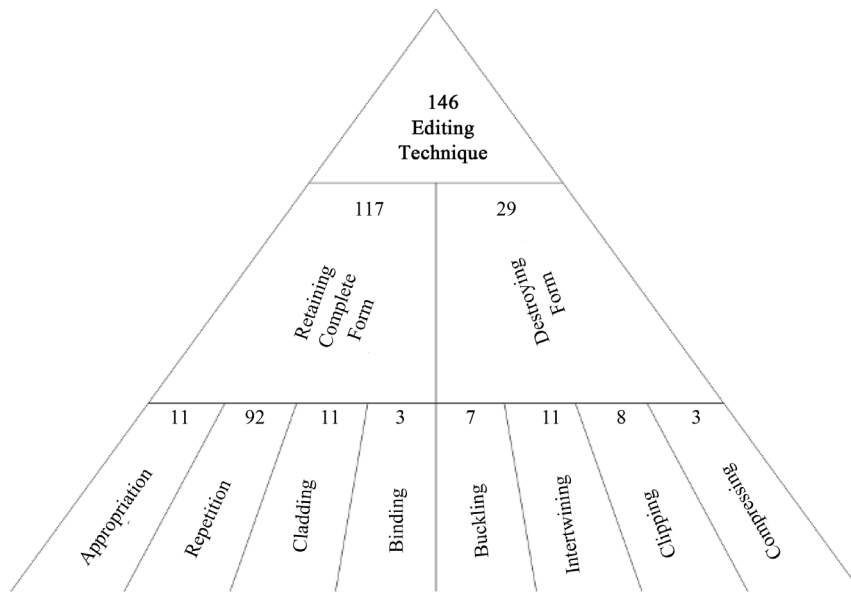 146
Editing
Technique
117
29
Retaining
Complete
Form
Destroying
Form
11
92
11
3
7
11
8
3
Appropriation
Repetition
Cladding
Binding
Buckling
Intertwinning
Clipping
Compressing